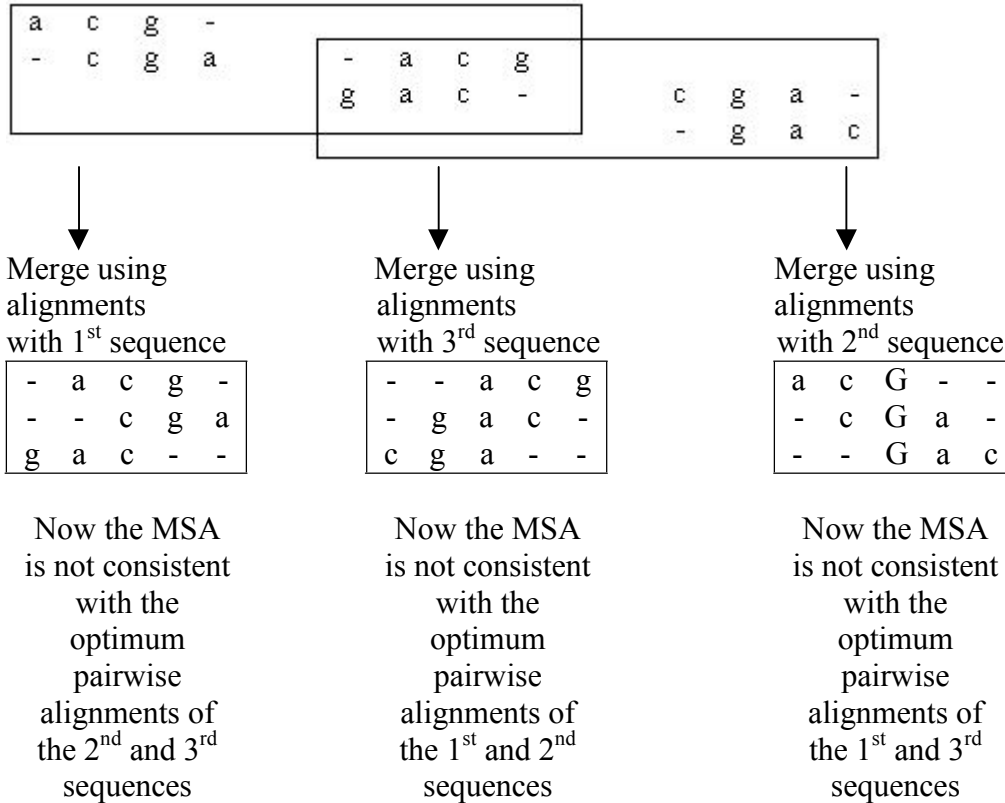 a c g -
- c g a - a c g
g a c - c g a -
- g a c
Merge using
alignments
with 1st sequence
- a c g -
- - c g a
g a c - -
Now the MSA
is not consistent
with the
optimum
pairwise
alignments of
the 2nd and 3rd
sequences
Merge using
alignments
with 3rd sequence
- - a c g
- g a c -
c g a - -
Now the MSA
is not consistent
with the
optimum
pairwise
alignments of
the 1st and 2nd
sequences
Merge using
alignments
with 2nd sequence
a c G - -
- c G a -
- - G a c
Now the MSA
is not consistent
with the
optimum
pairwise
alignments of
the 1st and 3rd
sequences